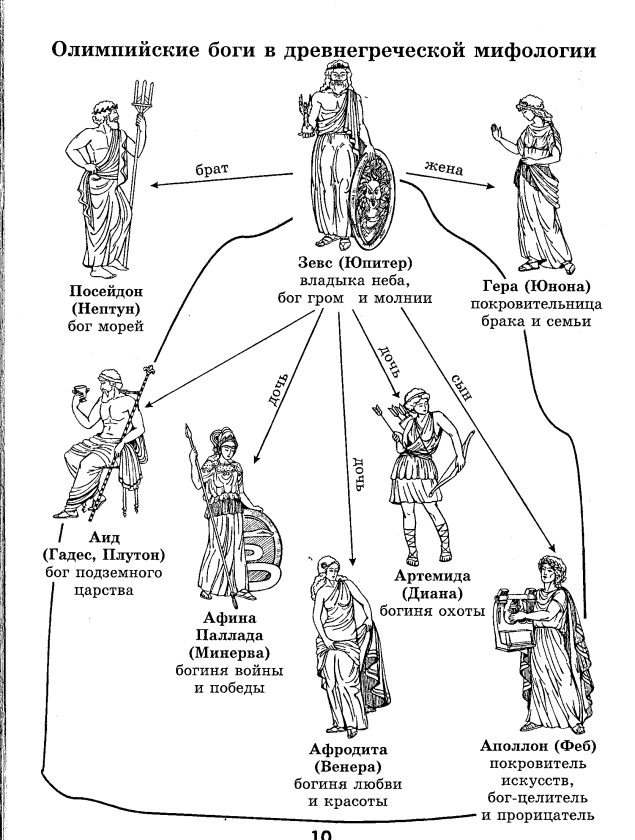 Олимпийские боги в древнегреческой мифологии
брат
жена
Зевс (Юпитер)
владыка неба,
бог гром и молнии
Посейдон
(Нептун)
бог морей
Гера (Юнона)
покровительница
брака и семьи
дочь
дочь
сын
дочь
Аид
(Гадес, Плутон)
бог подземного
царства
Артемида
(Диана)
богиня охоты
Афина
Паллада
(Минерва)
богиня войны
и победы
Афродита
(Венера)
богиня любви
и красоты
Аполлон (Феб)
покровитель
искусств,
бог-целитель
и прорицатель
10